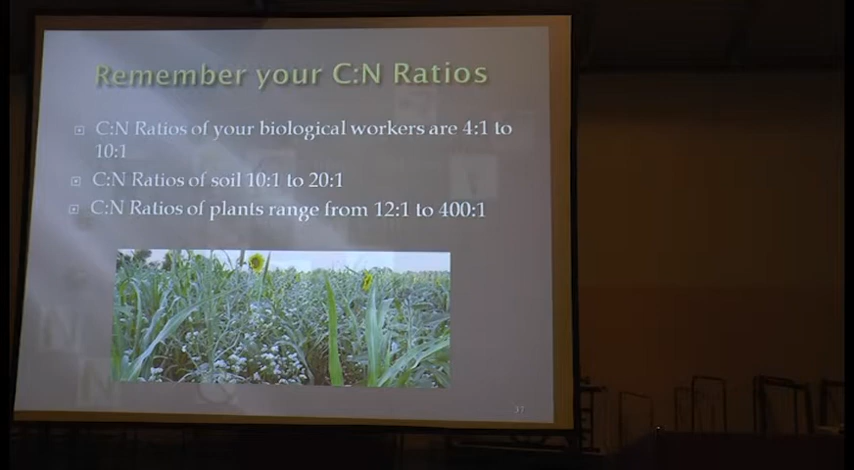 Remember your C:N Ratios
C:N Ratios of your biological workers are 4:1 to
10:1
C:N Ratios of soil 10:1 to 20:1
C:N Ratios of plants range from 12:1 to 400:1
37